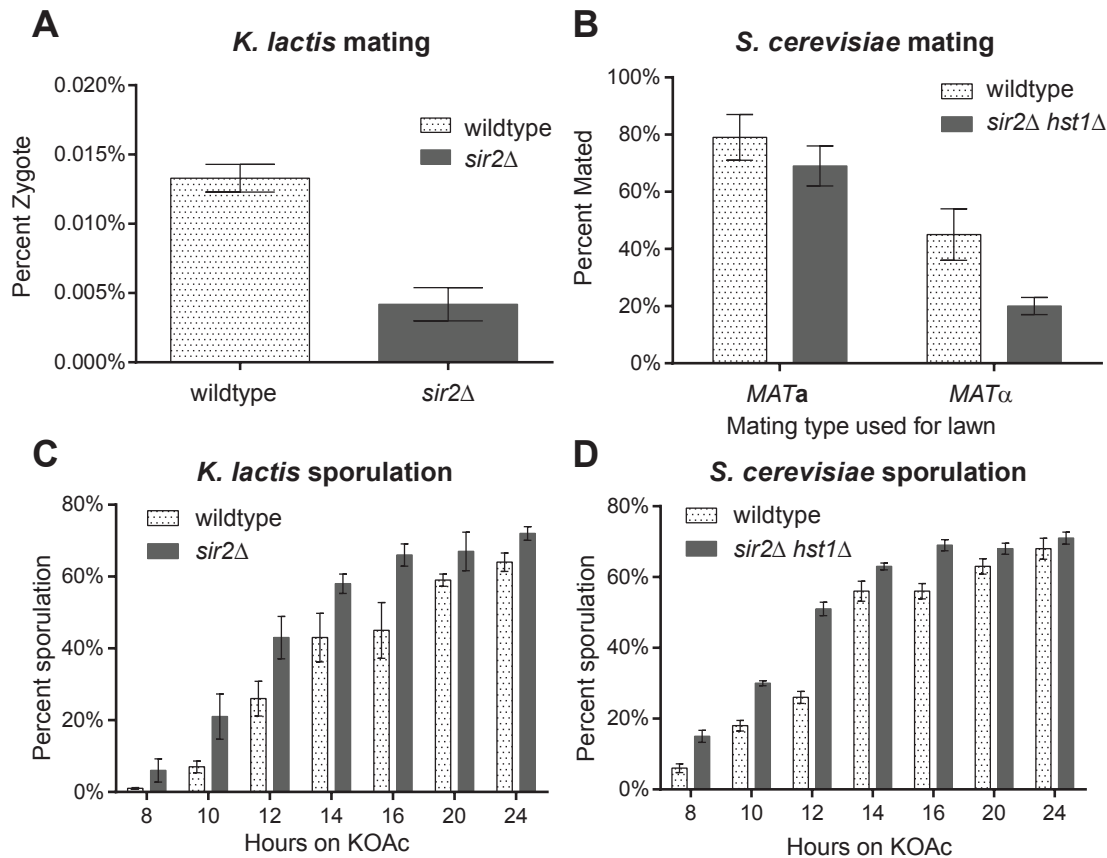 A
K. lactis mating
Percent Zygote
0.020%
0.015%
0.010%
0.005%
0.000%
wildtype
sir2Δ
wildtype
sir2Δ
B
S. cerevisiae mating
Percent Mated
100%
80%
60%
40%
20%
0%
wildtype
sir2Δ hst1Δ
MATa
MATα
Mating type used for lawn
C
K. lactis sporulation
Percent sporulation
80%
60%
40%
20%
0%
wildtype
sir2Δ
8 10 12 14 16 20 24
Hours on KOAc
D
S. cerevisiae sporulation
Percent sporulation
80%
60%
40%
20%
0%
wildtype
sir2Δ hst1Δ
8 10 12 14 16 20 24
Hours on KOAc